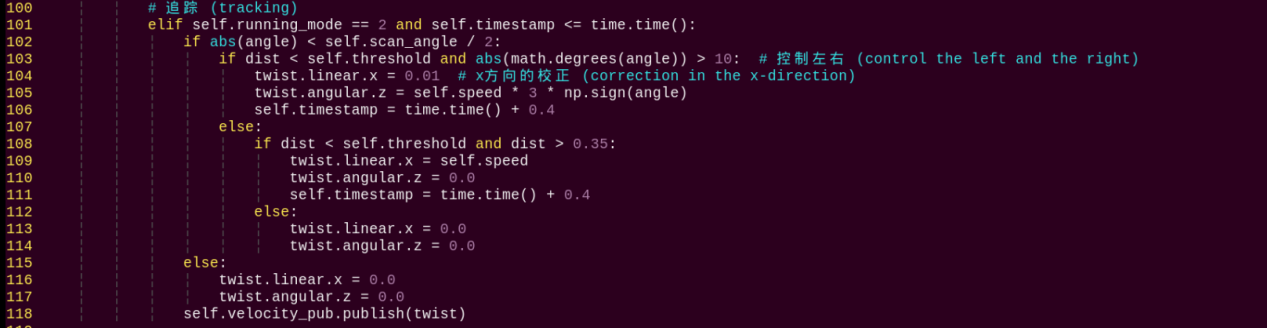 100 # 追踪 (tracking)
101 elif self.running_mode == 2 and self.timestamp <= time.time():
102 if abs(angle) < self.scan_angle / 2:
103 if dist < self.threshold and abs(math.degrees(angle)) > 10:  # 控制左右 (control the left and the right)
104 twist.linear.x = 0.01  # x方向的校正 (correction in the x-direction)
105 twist.angular.z = self.speed * 3 * np.sign(angle)
106 self.timestamp = time.time() + 0.4
107 else:
108 if dist < self.threshold and dist > 0.35:
109 twist.linear.x = self.speed
110 twist.angular.z = 0.0
111 self.timestamp = time.time() + 0.4
112 else:
113 twist.linear.x = 0.0
114 twist.angular.z = 0.0
115 else:
116 twist.linear.x = 0.0
117 twist.angular.z = 0.0
118 self.velocity_pub.publish(twist)